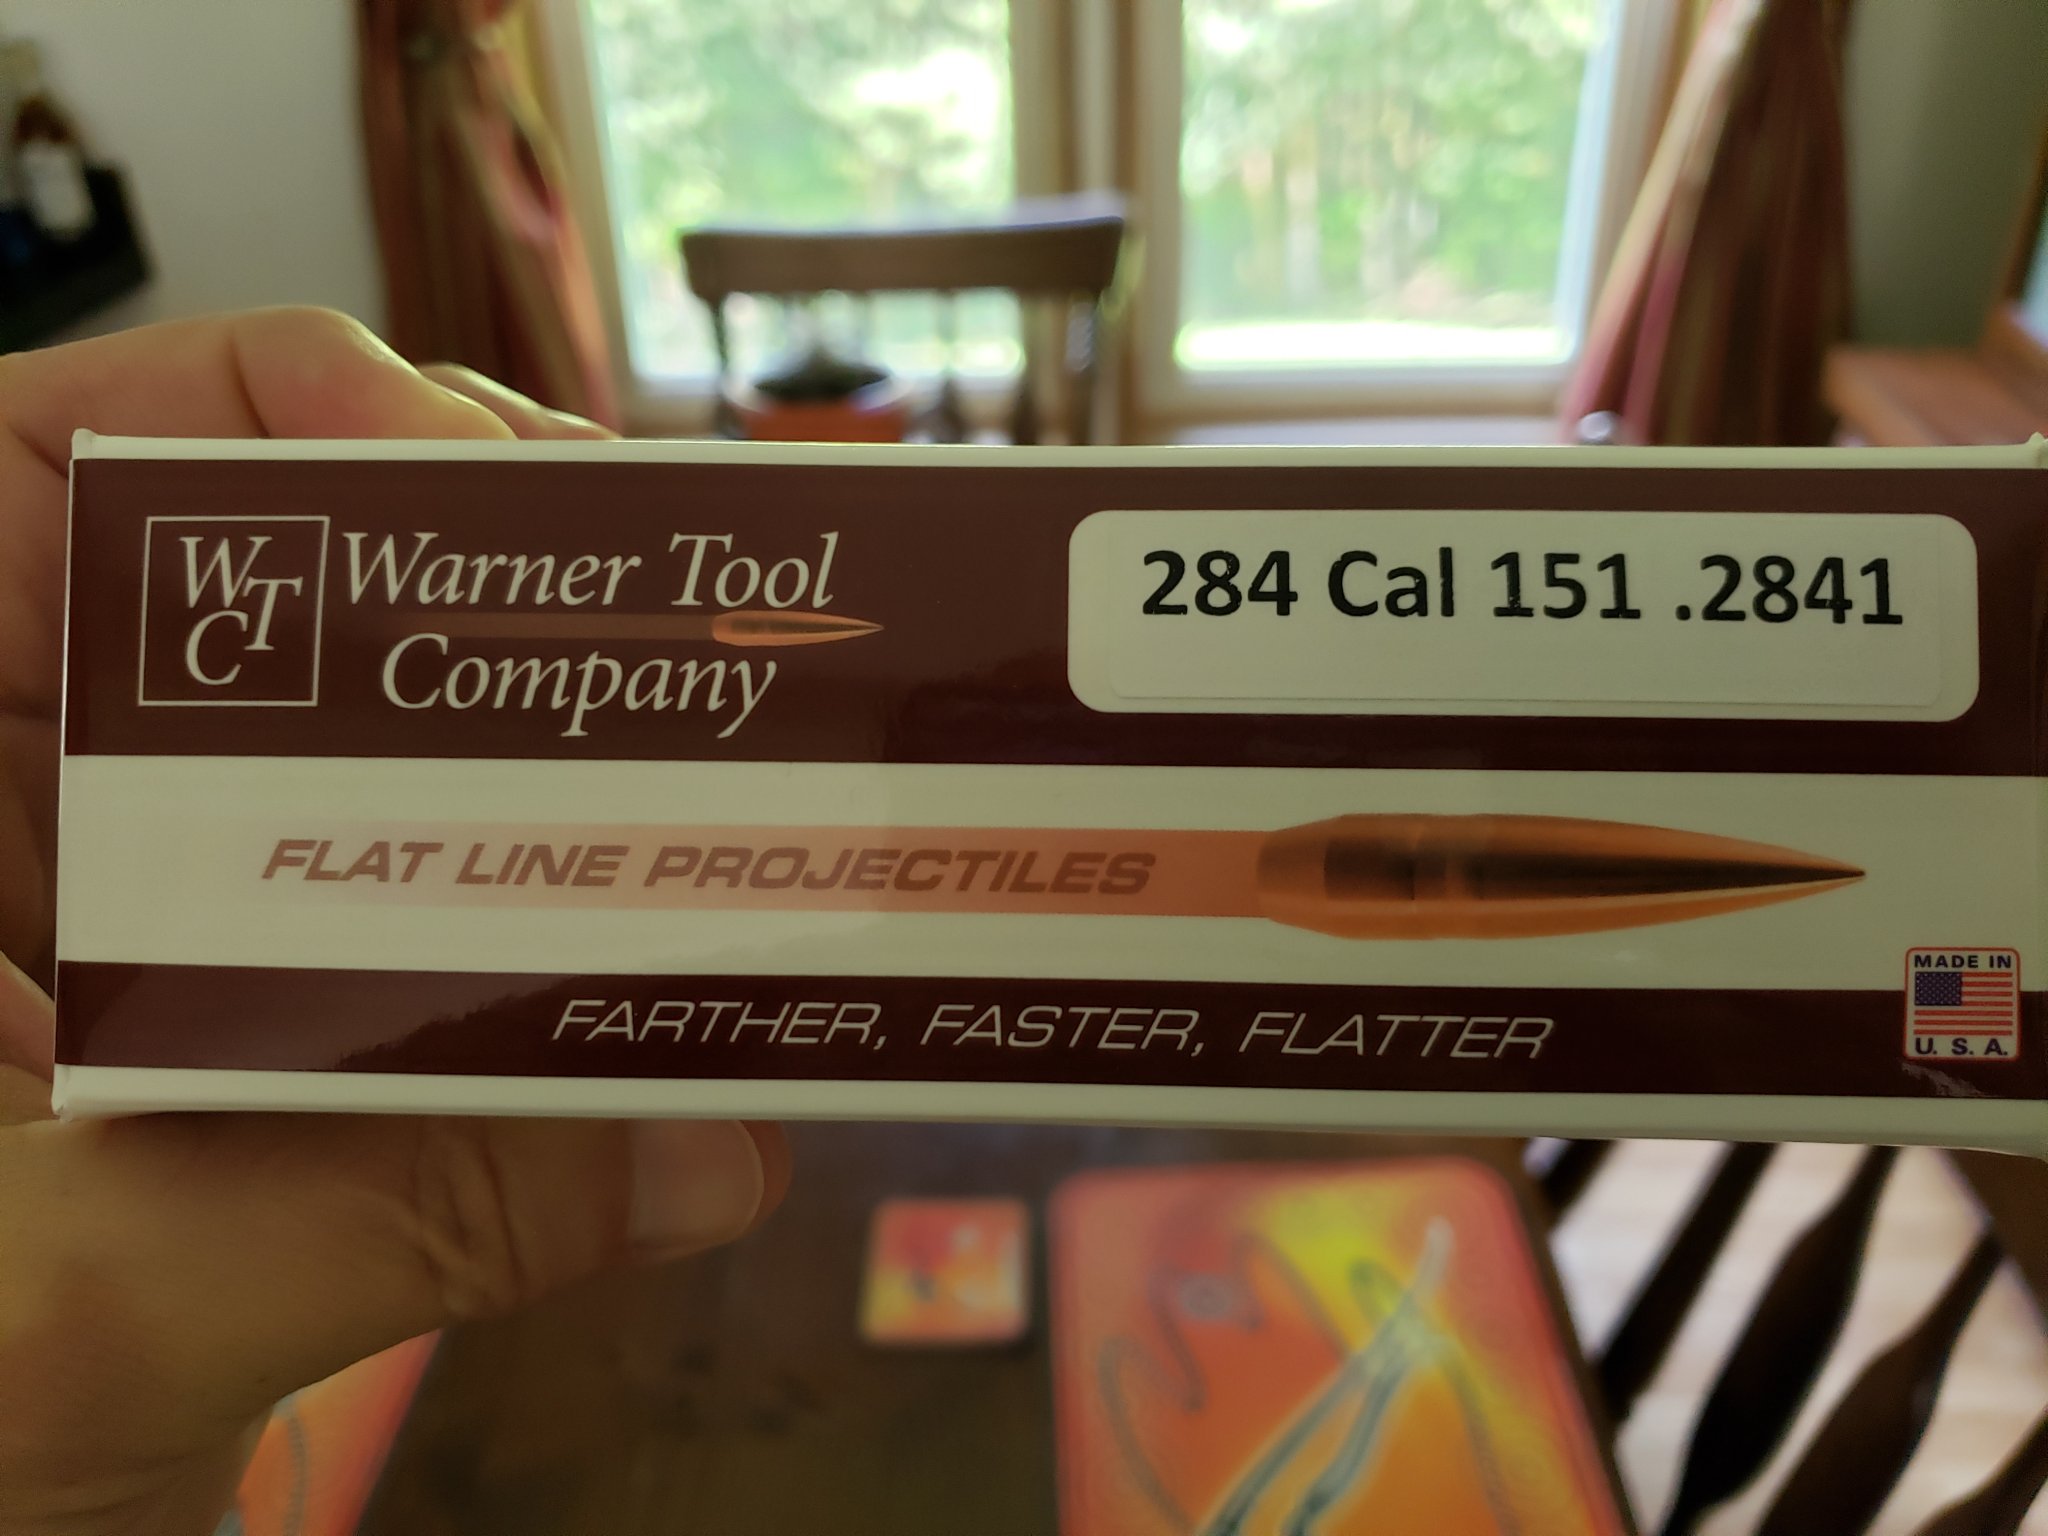 WTC
Warner Tool
Company
284 Cal 151 .2841
FLAT LINE PROJECTILES
FARTHER, FASTER, FLATTER
MADE IN
U. S. A.